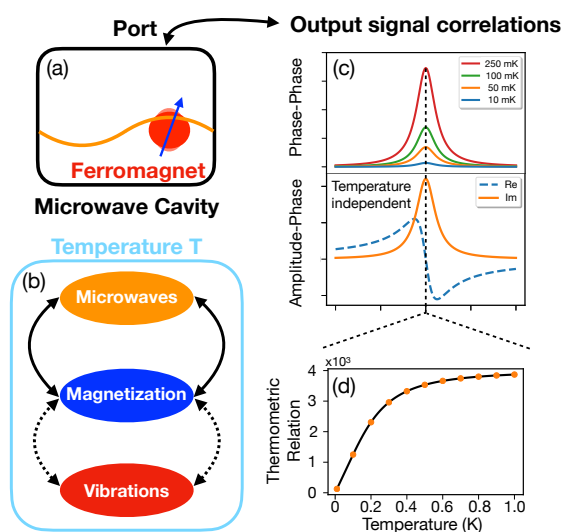 Port
Output signal correlations
(a)
Ferromagnet
Microwave Cavity
Temperature T
(b)
Microwaves
Magnetization
Vibrations
(c)
250 mK
100 mK
50 mK
10 mK
Phase-Phase
Temperature
independent
Re
Im
Amplitude-Phase
x10³
(d)
4
3
2
1
0
Thermometric
Relation
0.2 0.4 0.6 0.8 1.0
Temperature (K)